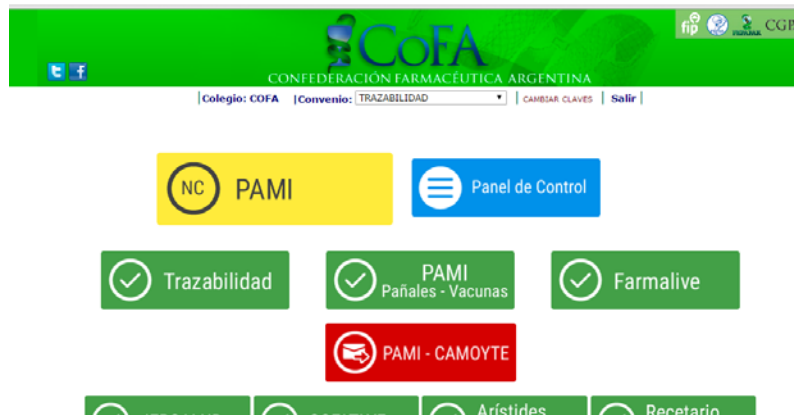 fip FEFARA CGP
COFA
CONFEDERACIÓN FARMACÉUTICA ARGENTINA
|Colegio: COFA |Convenio: TRAZABILIDAD | CAMBIAR CLAVES | Salir |
NC PAMI
Panel de Control
Trazabilidad
PAMI
Pañales - Vacunas
Farmalive
PAMI - CAMOYTE
Arístides
Recetario